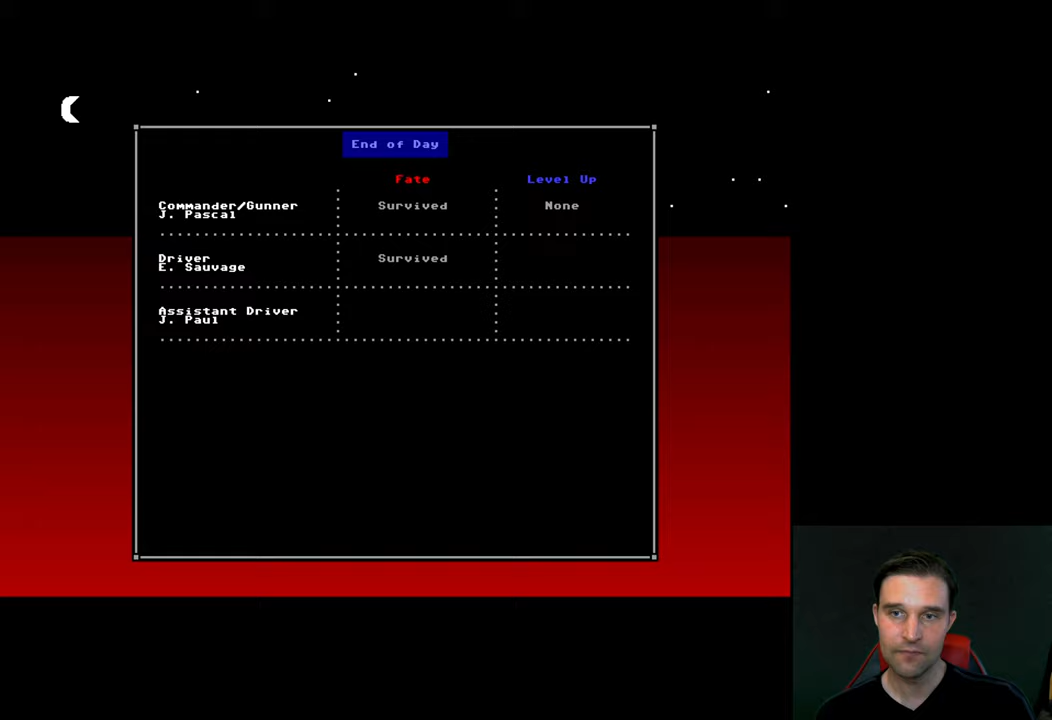 End of Day
Fate Level Up
Commander/Gunner Survived None
J. Pascal
Driver Survived
E. Sauvage
Assistant Driver
J. Paul